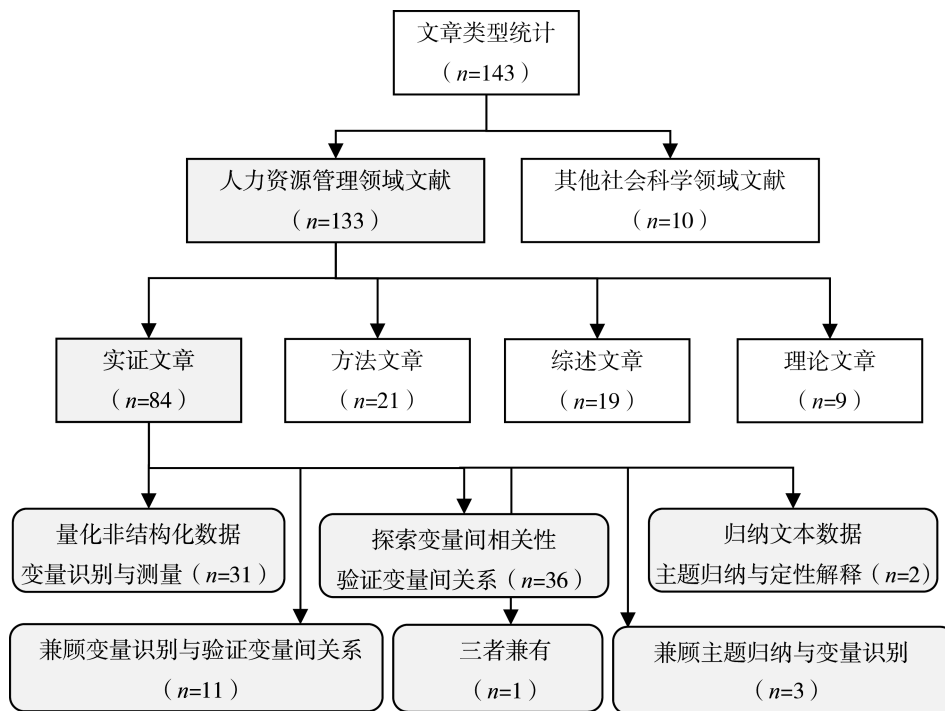 文章类型统计
（n=143）
人力资源管理领域文献
（n=133）
其他社会科学领域文献
（n=10）
实证文章
（n=84）
方法文章
（n=21）
综述文章
（n=19）
理论文章
（n=9）
量化非结构化数据
变量识别与测量（n=31）
探索变量间相关性
验证变量间关系（n=36）
归纳文本数据
主题归纳与定性解释（n=2）
兼顾变量识别与验证变量间关系
（n=11）
三者兼有
（n=1）
兼顾主题归纳与变量识别
（n=3）